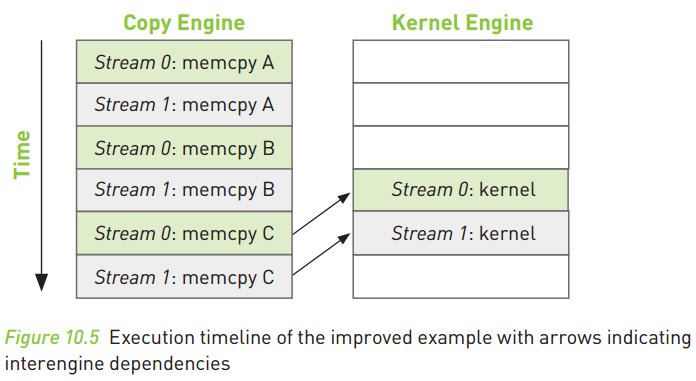 Copy Engine
Kernel Engine
Time
Stream 0: memcpy A
Stream 1: memcpy A
Stream 0: memcpy B
Stream 1: memcpy B
Stream 0: kernel
Stream 0: memcpy C
Stream 1: kernel
Stream 1: memcpy C
Figure 10.5 Execution timeline of the improved example with arrows indicating
interengine dependencies